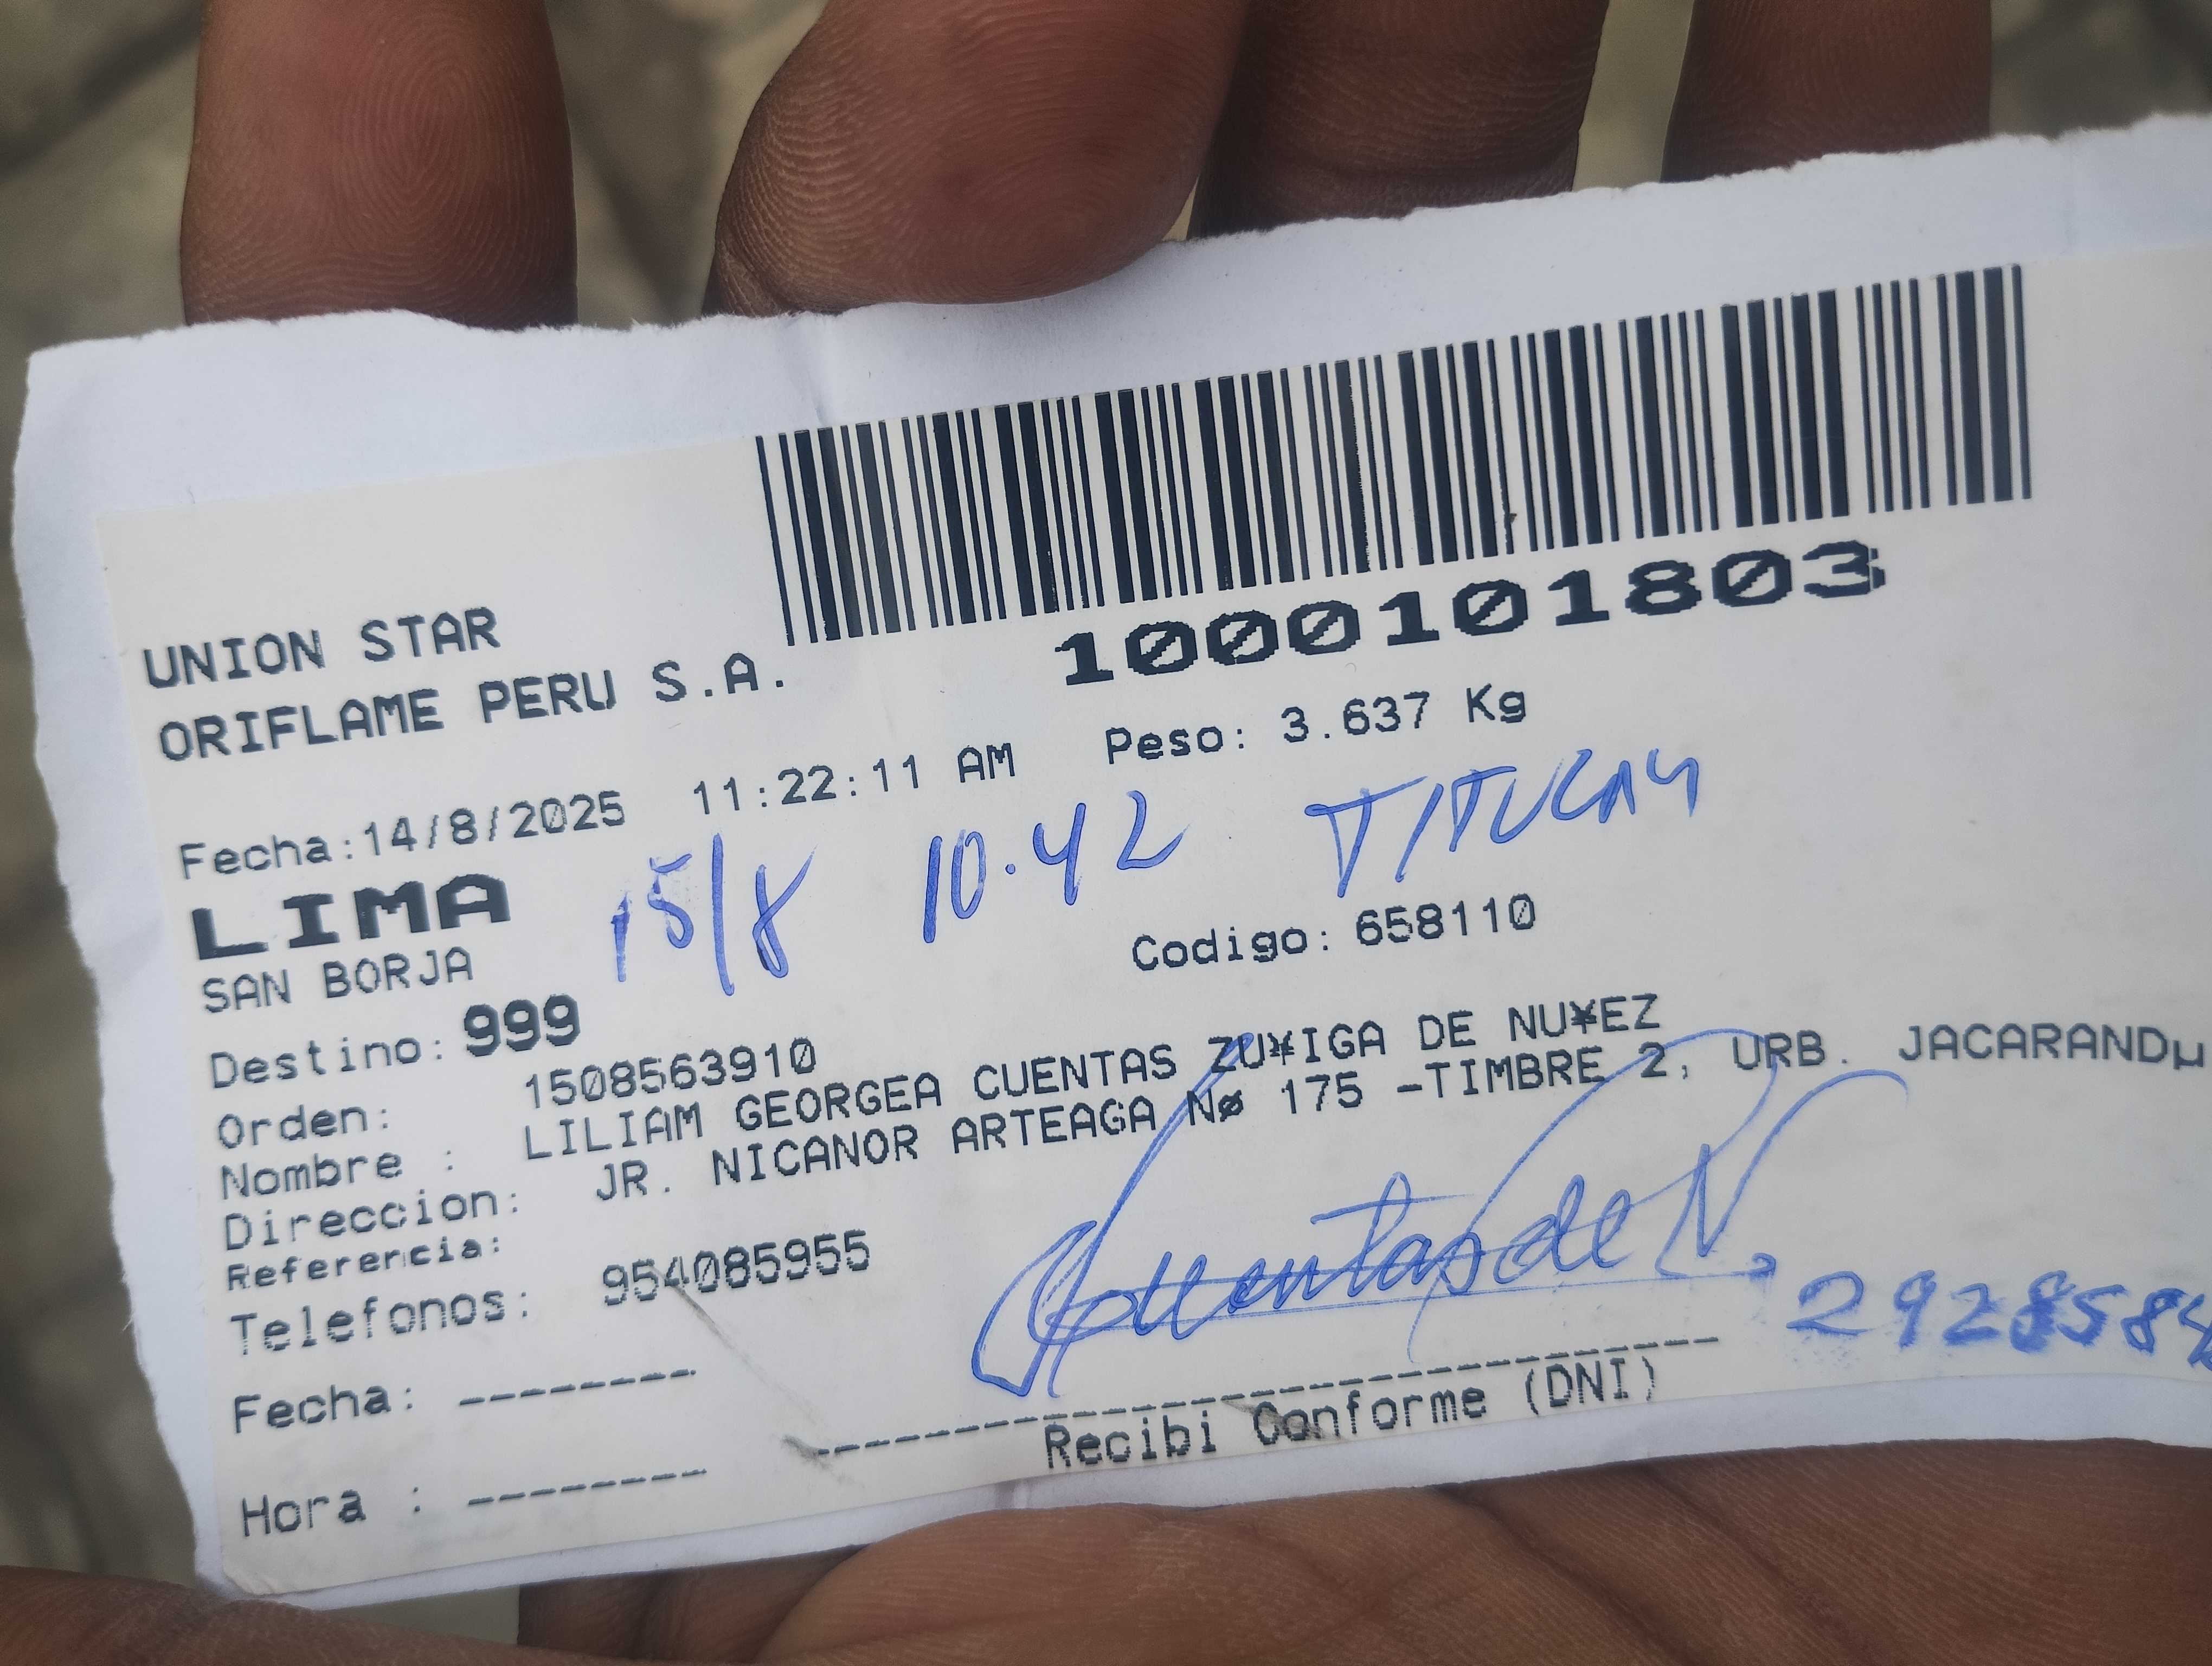 UNION STAR
ORIFLAME PERU S.A.
1000101803
Fecha:14/8/2025 11:22:11 AM Peso: 3.637 Kg
LIMA 15/8 10.42 TITULAR
SAN BORJA Codigo: 658110
Destino: 999
Orden: 1508563910
Nombre : LILIAM GEORGEA CUENTAS ZU¥IGA DE NU¥EZ
Direccion: JR. NICANOR ARTEAGA Nø 175 -TIMBRE 2, URB. JACARANDµ
Referencia:
Telefonos: 954085955
Cuentas de N.
Fecha: --------
Recibi Conforme (DNI)
Hora : --------